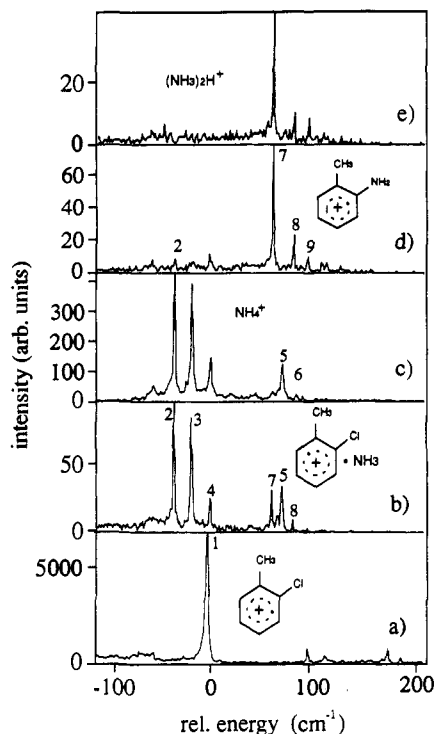 (NH3)2H+
20
0
e)
7
CH3
NH2
60
40
20
0
2
8
9
d)
NH4+
300
200
100
0
5
6
c)
2
3
CH3
Cl
+
• NH3
50
0
4
7
5
8
b)
1
CH3
Cl
+
5000
0
a)
-100
0
100
200
intensity (arb. units)
rel. energy (cm-1)